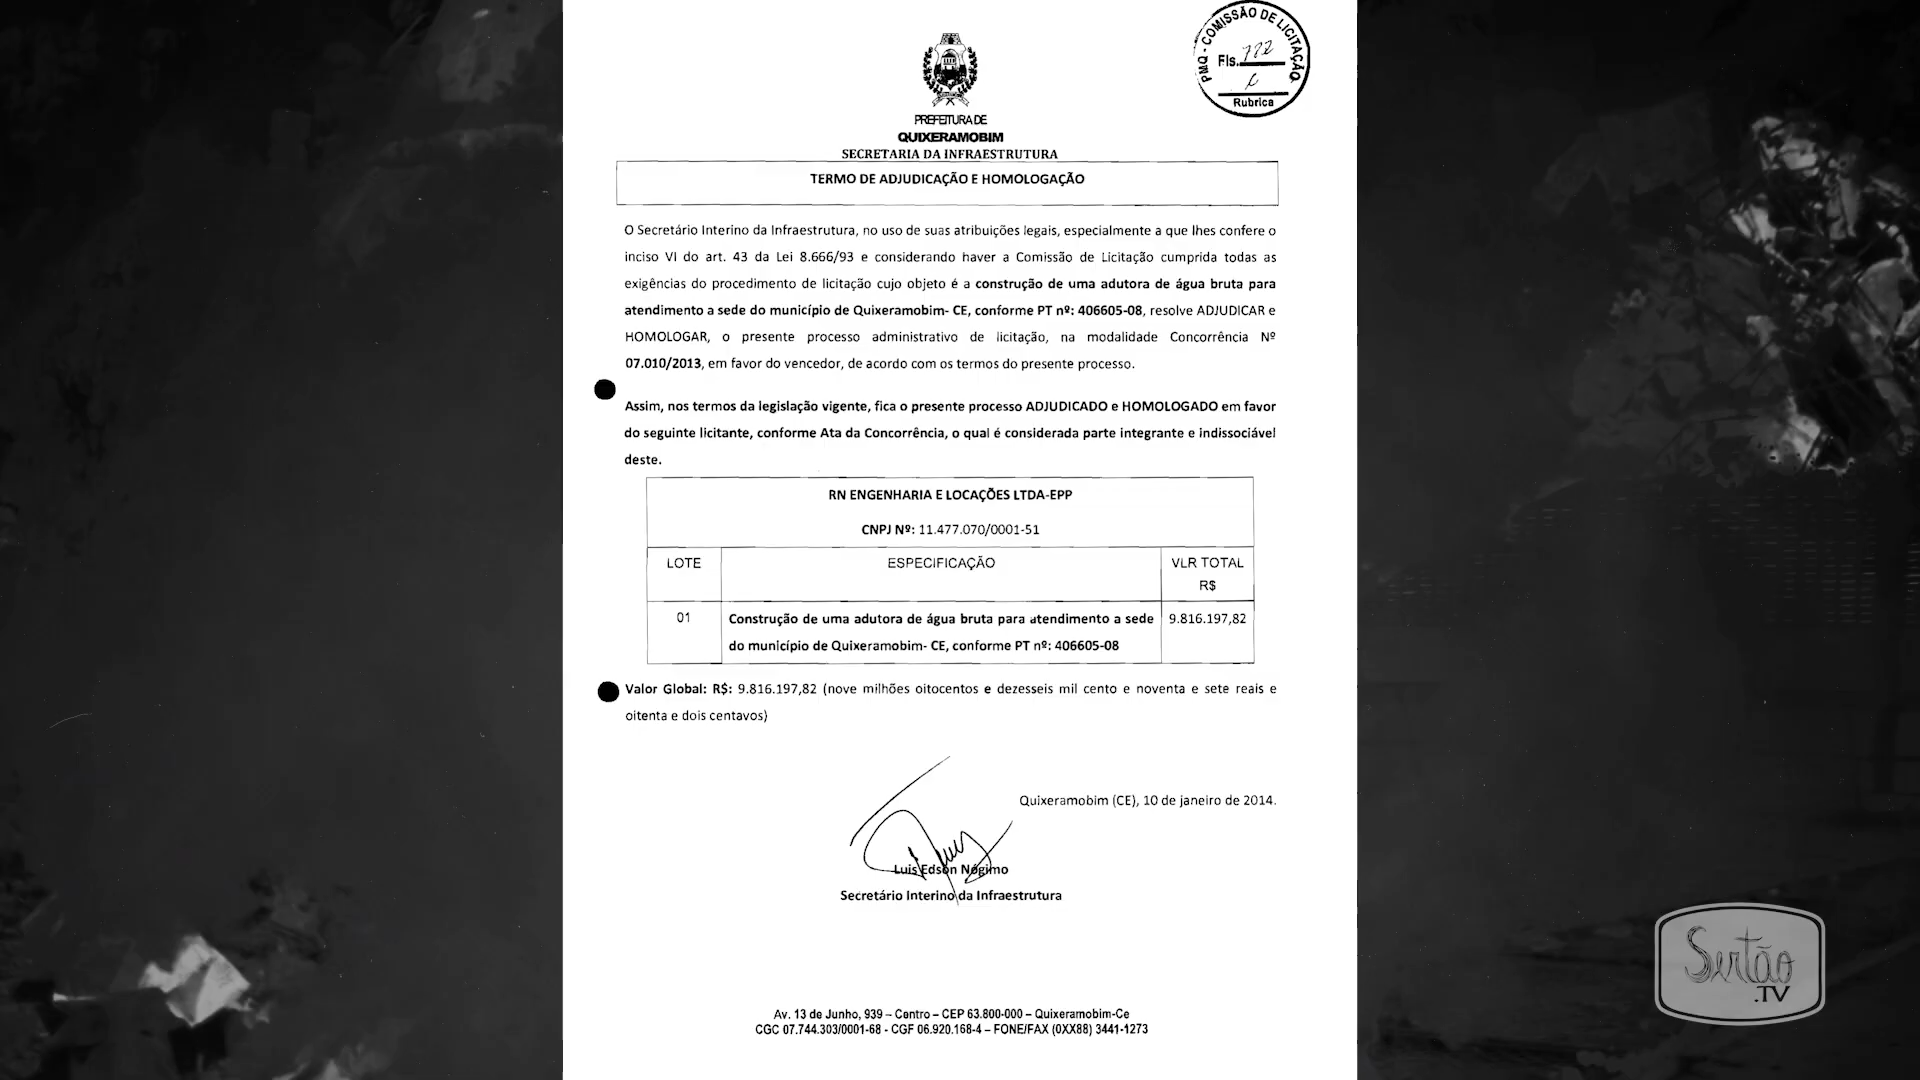 PMQ - COMISSÃO DE LICITAÇÃO
Fls. 782
Rubrica
PREFEITURA DE
QUIXERAMOBIM
SECRETARIA DA INFRAESTRUTURA
TERMO DE ADJUDICAÇÃO E HOMOLOGAÇÃO
O Secretário Interino da Infraestrutura, no uso de suas atribuições legais, especialmente a que lhes confere o
inciso VI do art. 43 da Lei 8.666/93 e considerando haver a Comissão de Licitação cumprida todas as
exigências do procedimento de licitação cujo objeto é a construção de uma adutora de água bruta para
atendimento a sede do município de Quixeramobim- CE, conforme PT nº: 406605-08, resolve ADJUDICAR e
HOMOLOGAR, o presente processo administrativo de licitação, na modalidade Concorrência Nº
07.010/2013, em favor do vencedor, de acordo com os termos do presente processo.
Assim, nos termos da legislação vigente, fica o presente processo ADJUDICADO e HOMOLOGADO em favor
do seguinte licitante, conforme Ata da Concorrência, o qual é considerada parte integrante e indissociável
deste.
RN ENGENHARIA E LOCAÇÕES LTDA-EPP
CNPJ Nº: 11.477.070/0001-51
LOTE ESPECIFICAÇÃO VLR TOTAL
R$
01 Construção de uma adutora de água bruta para atendimento a sede 9.816.197,82
do município de Quixeramobim- CE, conforme PT nº: 406605-08
Valor Global: R$: 9.816.197,82 (nove milhões oitocentos e dezesseis mil cento e noventa e sete reais e
oitenta e dois centavos)
Quixeramobim (CE), 10 de janeiro de 2014.
Luis Edson Nógimo
Secretário Interino da Infraestrutura
Av. 13 de Junho, 939 – Centro – CEP 63.800-000 – Quixeramobim-Ce
CGC 07.744.303/0001-68 - CGF 06.920.168-4 – FONE/FAX (0XX88) 3441-1273
Sertão
.TV